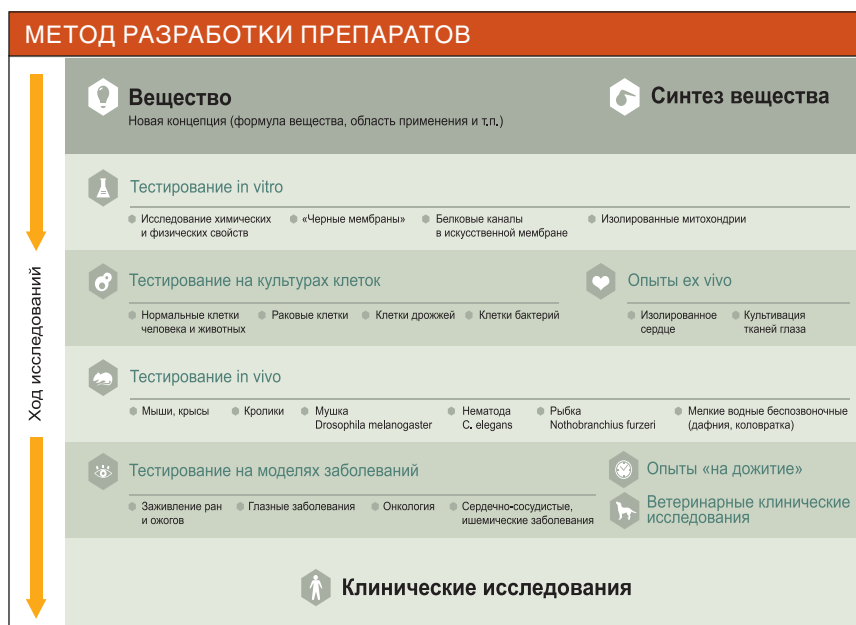 МЕТОД РАЗРАБОТКИ ПРЕПАРАТОВ
Ход исследований
Вещество
Новая концепция (формула вещества, область применения и т.п.)
Синтез вещества
Тестирование in vitro
Исследование химических
и физических свойств
«Черные мембраны»
Белковые каналы
в искусственной мембране
Изолированные митохондрии
Тестирование на культурах клеток
Нормальные клетки
человека и животных
Раковые клетки
Клетки дрожжей
Клетки бактерий
Опыты ex vivo
Изолированное
сердце
Культивация
тканей глаза
Тестирование in vivo
Мыши, крысы
Кролики
Мушка
Drosophila melanogaster
Нематода
C. elegans
Рыбка
Nothobranchius furzeri
Мелкие водные беспозвоночные
(дафния, коловратка)
Тестирование на моделях заболеваний
Заживление ран
и ожогов
Глазные заболевания
Онкология
Сердечно-сосудистые,
ишемические заболевания
Опыты «на дожитие»
Ветеринарные клинические
исследования
Клинические исследования